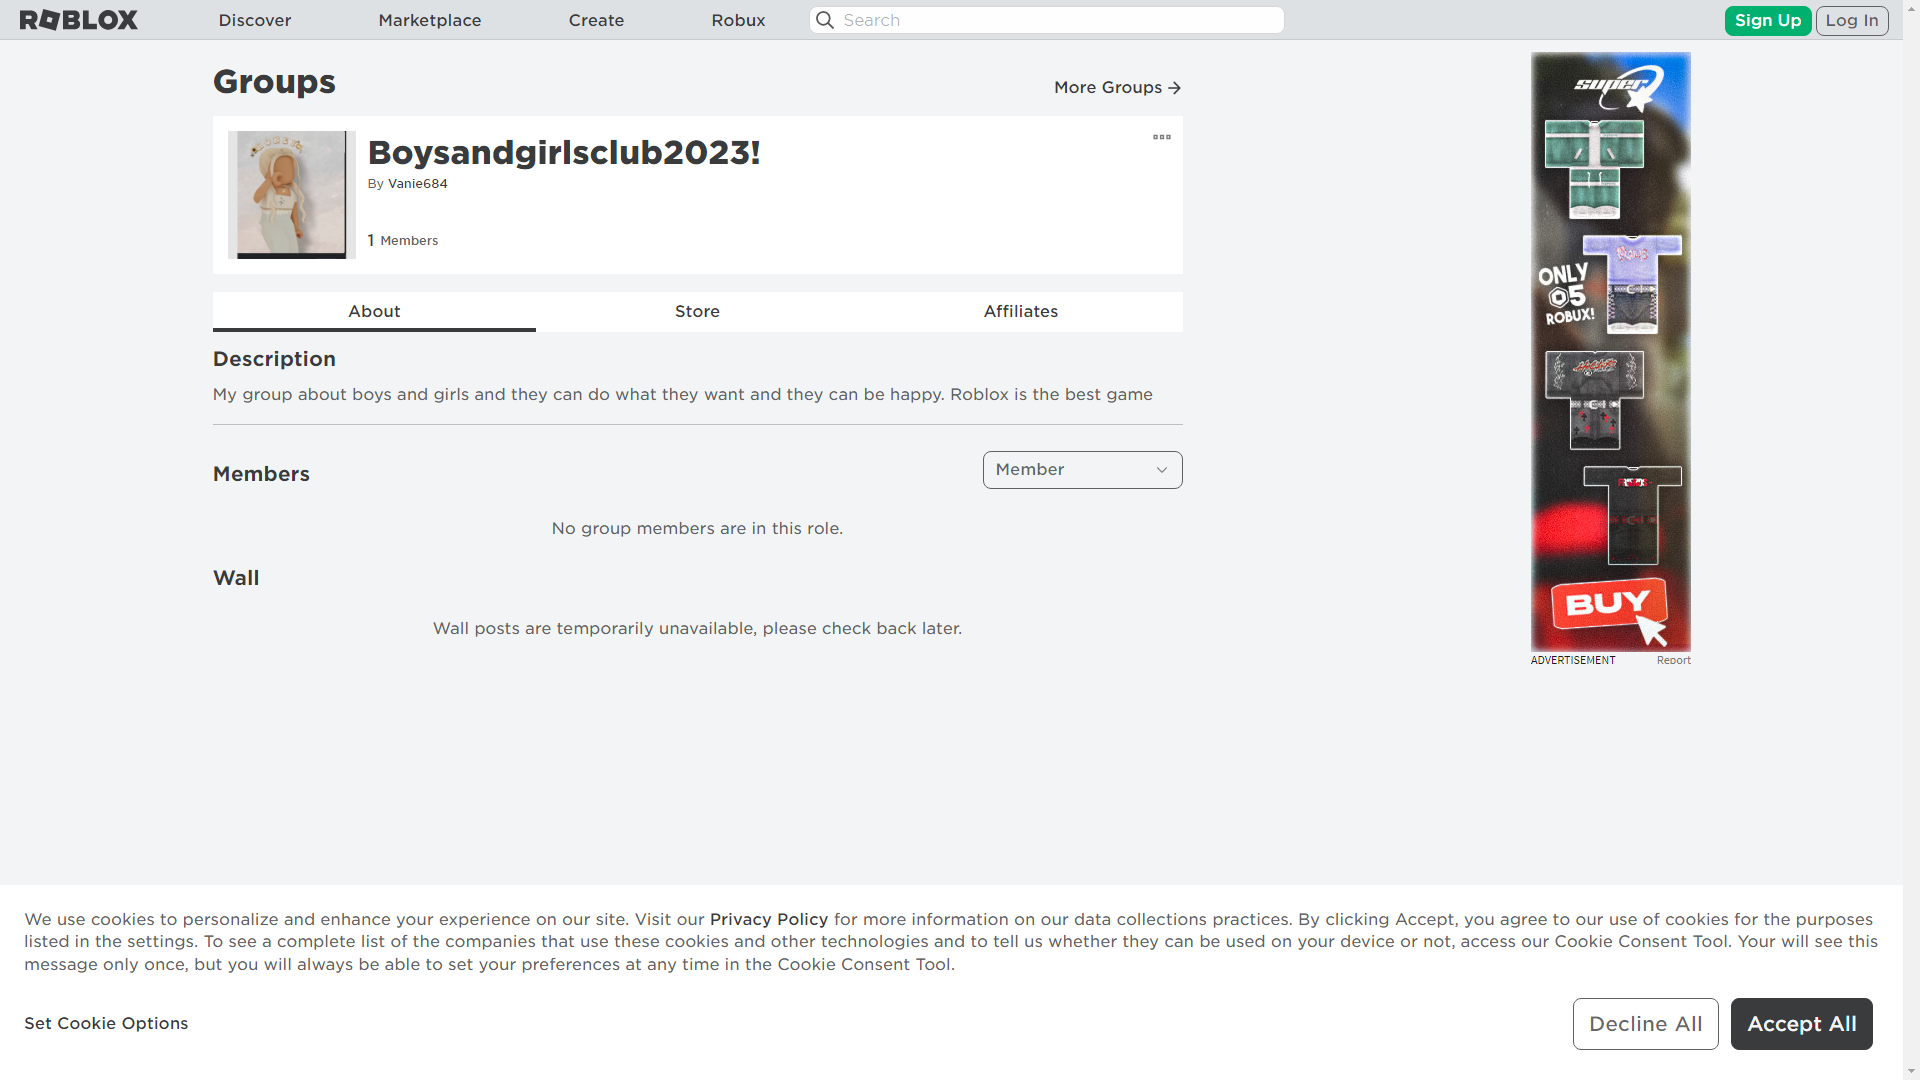 ROBLOX
Discover
Marketplace
Create
Robux
Search
Sign Up
Log In
Groups
More Groups
Boysandgirlsclub2023!
By Vanie684
1 Members
About
Store
Affiliates
Description
My group about boys and girls and they can do what they want and they can be happy. Roblox is the best game
Members
Member
No group members are in this role.
Wall
Wall posts are temporarily unavailable, please check back later.
super
ONLY
5
ROBUX!
BUY
ADVERTISEMENT
Report
We use cookies to personalize and enhance your experience on our site. Visit our Privacy Policy for more information on our data collections practices. By clicking Accept, you agree to our use of cookies for the purposes
listed in the settings. To see a complete list of the companies that use these cookies and other technologies and to tell us whether they can be used on your device or not, access our Cookie Consent Tool. Your will see this
message only once, but you will always be able to set your preferences at any time in the Cookie Consent Tool.
Set Cookie Options
Decline All
Accept All